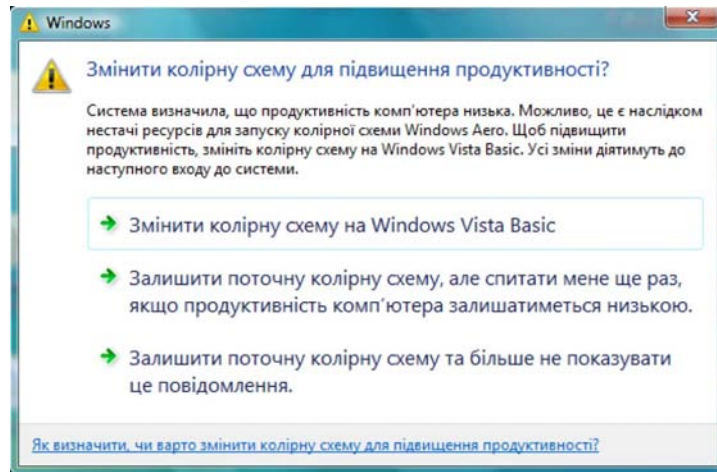 Windows
Змінити колірну схему для підвищення продуктивності?
Система визначила, що продуктивність комп'ютера низька. Можливо, це є наслідком
нестачі ресурсів для запуску колірної схеми Windows Aero. Щоб підвищити
продуктивність, змініть колірну схему на Windows Vista Basic. Усі зміни діятимуть до
наступного входу до системи.
Змінити колірну схему на Windows Vista Basic
Залишити поточну колірну схему, але спитати мене ще раз,
якщо продуктивність комп'ютера залишатиметься низькою.
Залишити поточну колірну схему та більше не показувати
це повідомлення.
Як визначити, чи варто змінити колірну схему для підвищення продуктивності?